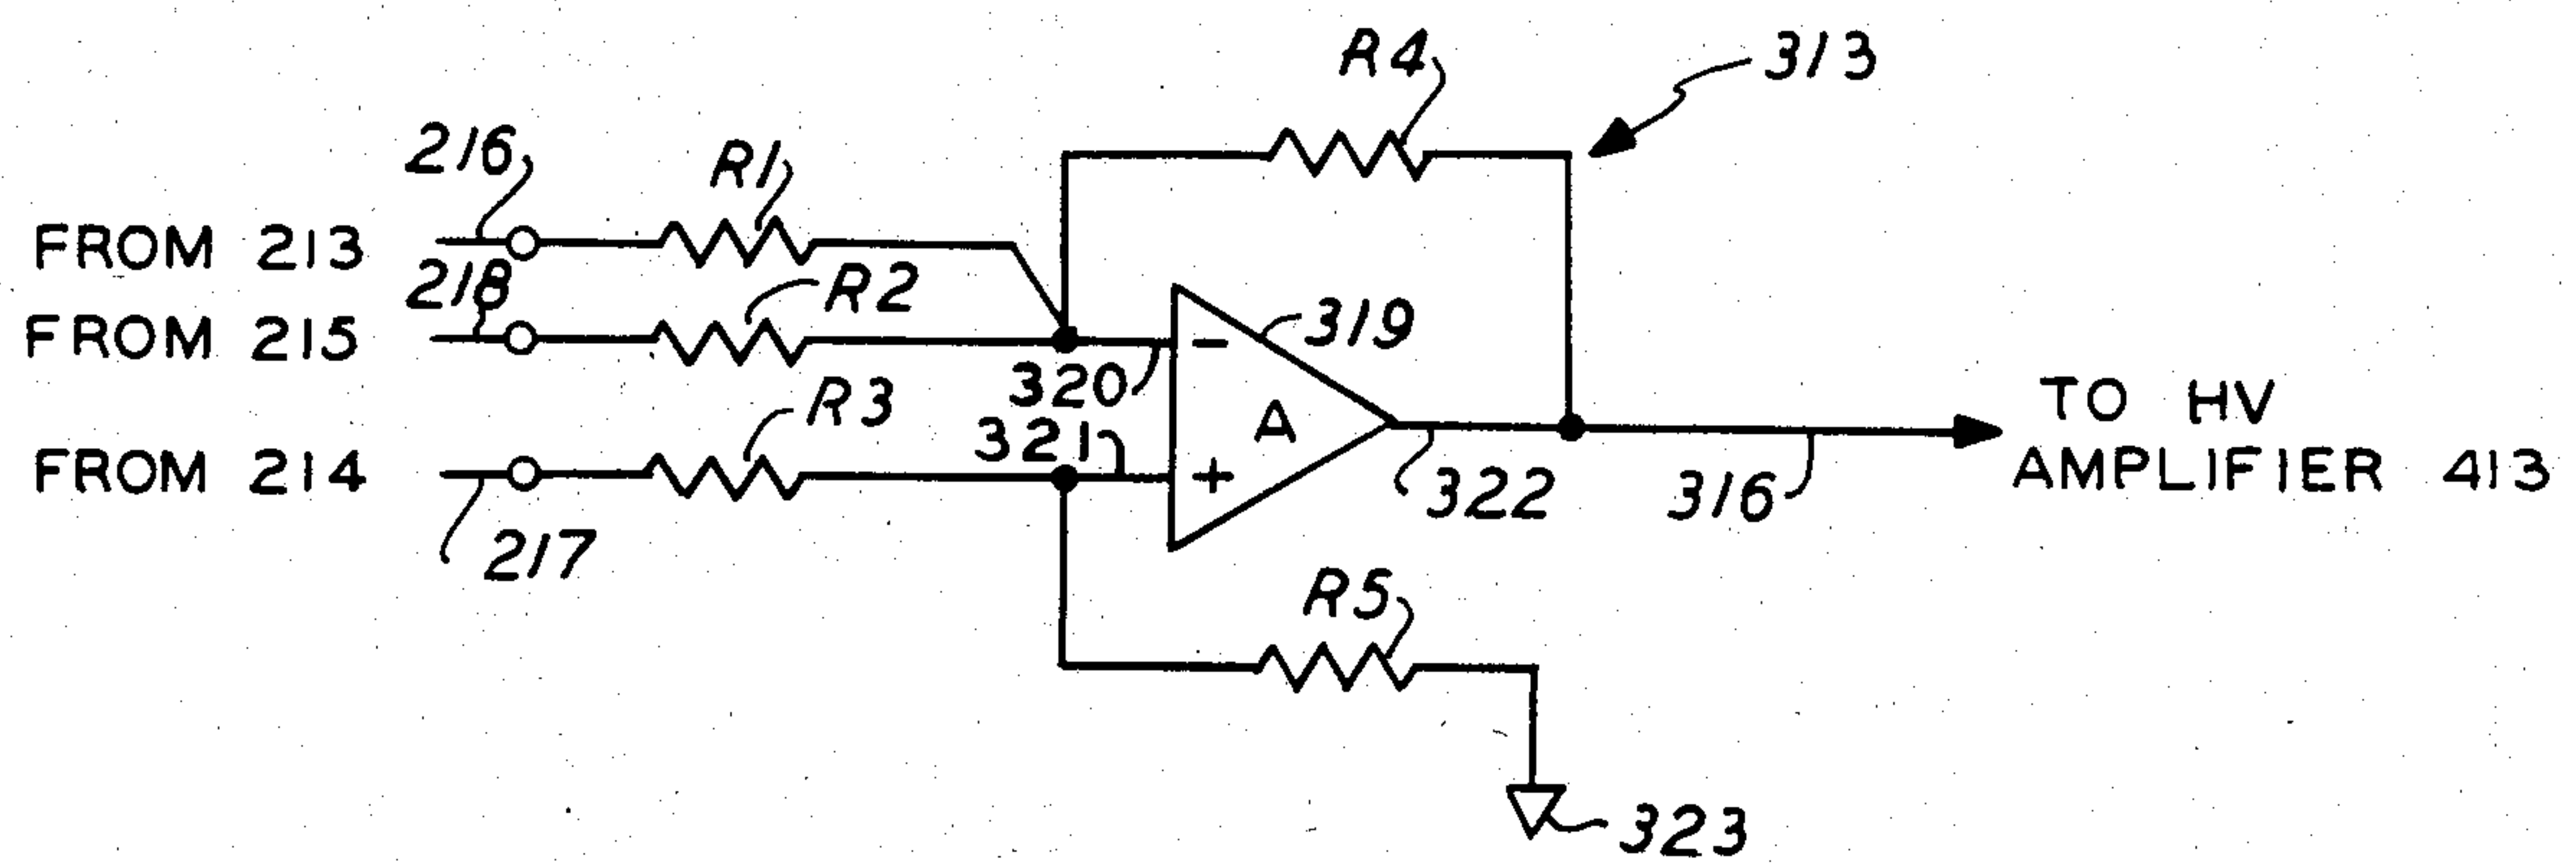 R4
313
216
R1
FROM 213
218
R2
FROM 215
319
-
320
R3
A
TO HV
AMPLIFIER 413
321
FROM 214
+
322
316
217
R5
323